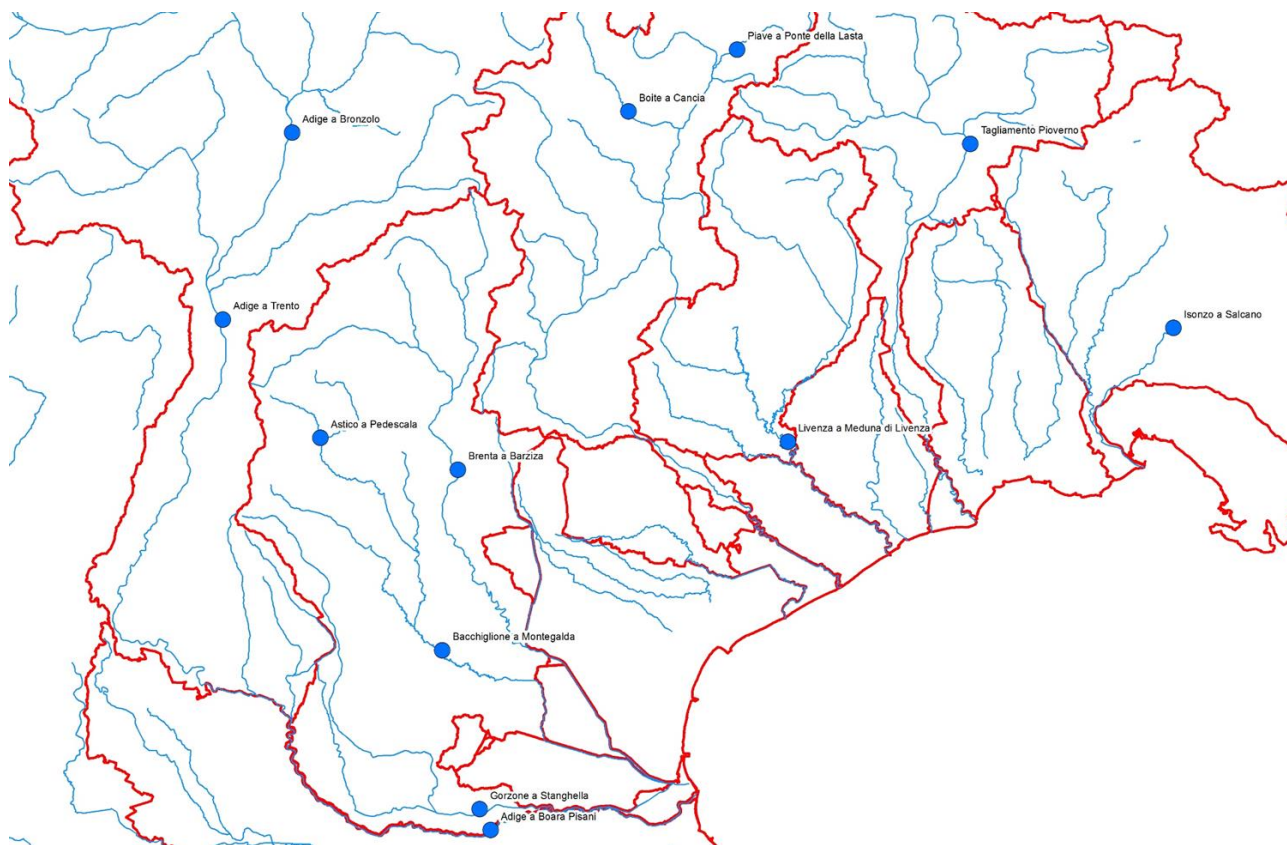 Piave a Ponte della Lasta
Boite a Cancia
Adige a Bronzolo
Tagliamento Pioverno
Adige a Trento
Isonzo a Salcano
Astico a Pedescala
Livenza a Meduna di Livenza
Brenta a Barziza
Bacchiglione a Montegalda
Gorzone a Stanghella
Adige a Boara Pisani